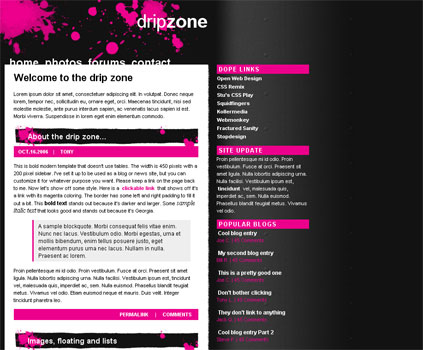 dripzone
home photos forums contact
Welcome to the drip zone
Lorem ipsum dolor sit amet, consectetuer adipiscing elit. In volutpat. Donec neque
lorem, tempor nec, sollicitudin eu, ornare eget, orci. Maecenas tincidunt, nisl sed
molestie molestie, ante purus interdum sapien, ac venenatis lacus sapien id est.
Morbi viverra. Suspendisse in lorem eget enim elementum commodo.
About the drip zone...
OCT.16.2006 | TONY
This is bold modern template that doesn't use tables. The width is 450 pixels with a
200 pixel sidebar. I've set it up to be used as a blog or news site, but you can
customize it for whatever purpose you want. Please keep a link on the page back
to me. Now let's show off some style. Here is a clickable link that shows off it's
a link with its magenta coloring. The border has some left and right padding to fill
out a bit. This bold text stands out because it's darker and larger. Some sample
italic text that looks good and stands out because it's Georgia.
A sample blockquote. Morbi consequat felis vitae enim.
Nunc nec lacus. Vestibulum odio. Morbi egestas, urna et
mollis bibendum, enim tellus posuere justo, eget
elementum purus urna nec lacus. Nullam in nulla.
Praesent ac lorem.
Proin pellentesque mi id odio. Proin vestibulum. Fusce at orci. Praesent sit amet
ligula. Nulla lobortis adipiscing urna. Nulla facilisi. Vestibulum ipsum est, tincidunt
vel, malesuada quis, imperdiet ac, sem. Nulla euismod. Phasellus blandit feugiat
metus. Vivamus vel odio. Etiam euismod neque et mauris. Duis velit. Integer
tincidunt pharetra leo.
PERMALINK | COMMENTS
Images, floating and lists
DOPE LINKS
Open Web Design
CSS Remix
Stu's CSS Play
Squidfingers
Kollermedia
Webmonkey
Fractured Sanity
Stopdesign
SITE UPDATE
Proin pellentesque mi id odio. Proin
vestibulum. Fusce at orci. Praesent sit amet
ligula. Nulla lobortis adipiscing urna.
Nulla facilisi. Vestibulum ipsum est,
tincidunt vel, malesuada quis,
imperdiet ac, sem. Nulla euismod.
Phasellus blandit feugiat metus. Vivamus
vel odio.
POPULAR BLOGS
Cool blog entry
My second blog entry
This is a pretty good one
Don't bother clicking
They don't link to anything
Cool blog entry Part 2